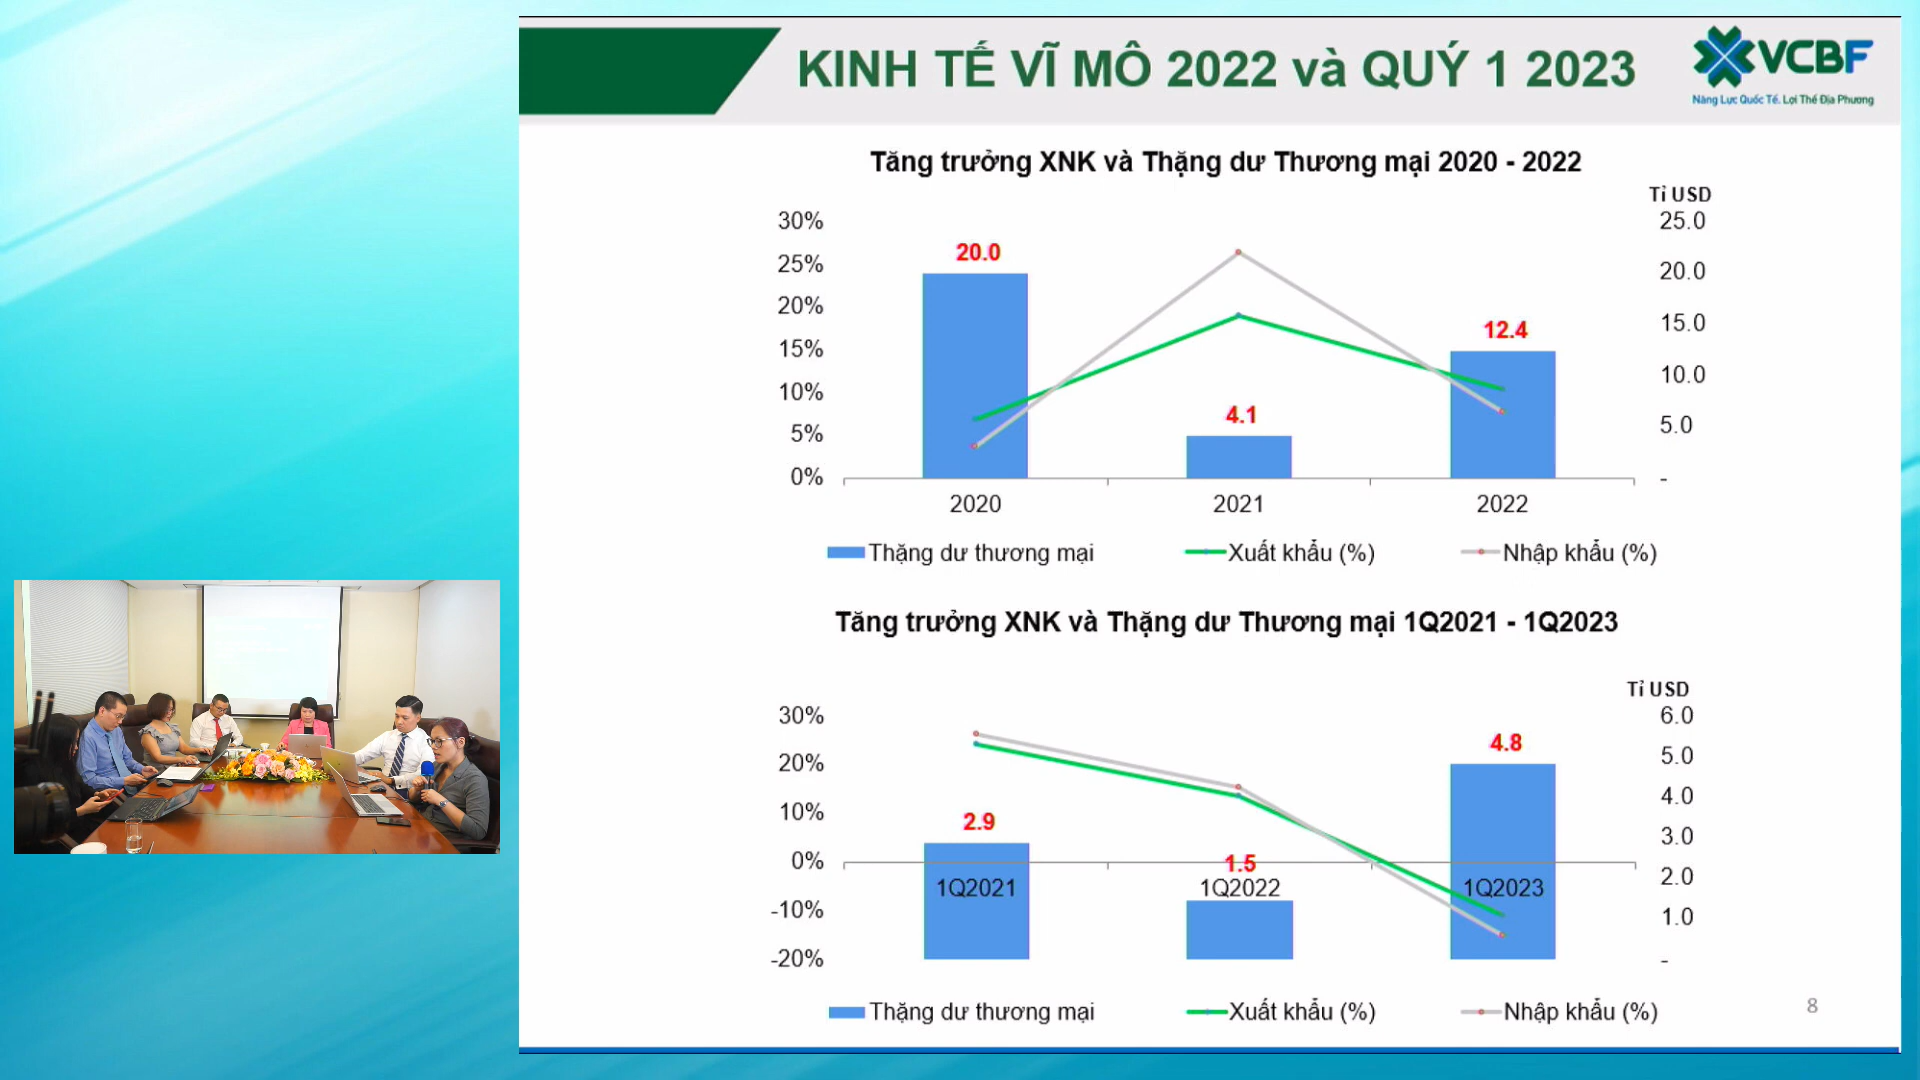 KINH TẾ VĨ MÔ 2022 và QUÝ 1 2023
VCBF
Năng Lực Quốc Tế. Lợi Thế Địa Phương
Tăng trưởng XNK và Thặng dư Thương mại 2020 - 2022
Tỉ USD
30%
25%
20%
15%
10%
5%
0%
20.0
4.1
12.4
25.0
20.0
15.0
10.0
5.0
-
2020
2021
2022
Thặng dư thương mại
Xuất khẩu (%)
Nhập khẩu (%)
Tăng trưởng XNK và Thặng dư Thương mại 1Q2021 - 1Q2023
Tỉ USD
30%
20%
10%
0%
-10%
-20%
2.9
1.5
4.8
1Q2021
1Q2022
1Q2023
6.0
5.0
4.0
3.0
2.0
1.0
-
Thặng dư thương mại
Xuất khẩu (%)
Nhập khẩu (%)
8